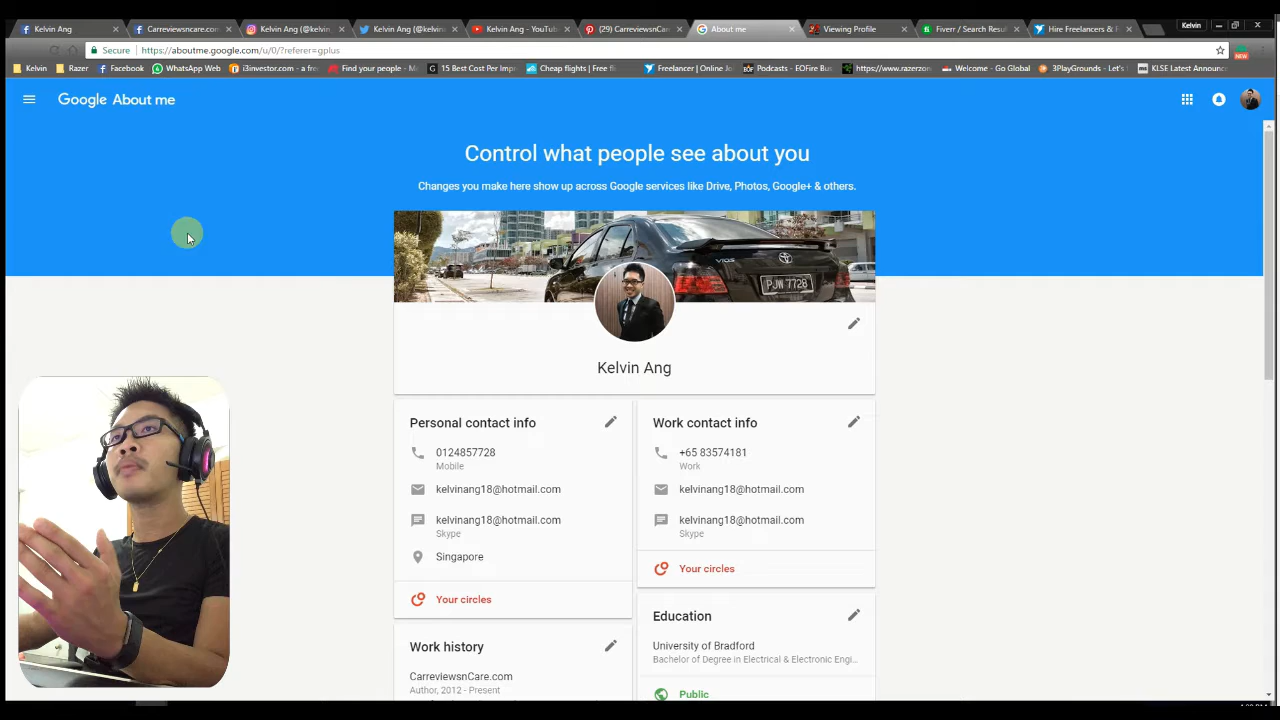 Kelvin Ang
Carreviewsncare.com
Instagram Kelvin Ang (@kelvin
Kelvin Ang (@kelvin
Kelvin Ang - YouTub
(29) CarreviewsnCar
About me
Viewing Profile
Fiverr / Search Resul
Hire Freelancers & F
Kelvin
Secure
https://aboutme.google.com/u/0/?referer=gplus
Kelvin
Razer
Facebook
WhatsApp Web
i3investor.com - a fre
Find your people - M
15 Best Cost Per Imp
Cheap flights | Free fl
Freelancer | Online Jo
Podcasts - EOFire Bu
https://www.razerzon
Welcome - Go Global
3PlayGrounds - Let's
KLSE Latest Announc
NEW
Google About me
Control what people see about you
Changes you make here show up across Google services like Drive, Photos, Google+ & others.
VIOS
PJW 7728
Kelvin Ang
Personal contact info
0124857728
Mobile
kelvinang18@hotmail.com
kelvinang18@hotmail.com
Skype
Singapore
Your circles
Work history
CarreviewsnCare.com
Author, 2012 - Present
Work contact info
+65 83574181
Work
kelvinang18@hotmail.com
kelvinang18@hotmail.com
Skype
Your circles
Education
University of Bradford
Bachelor of Degree in Electrical & Electronic Engi...
Public